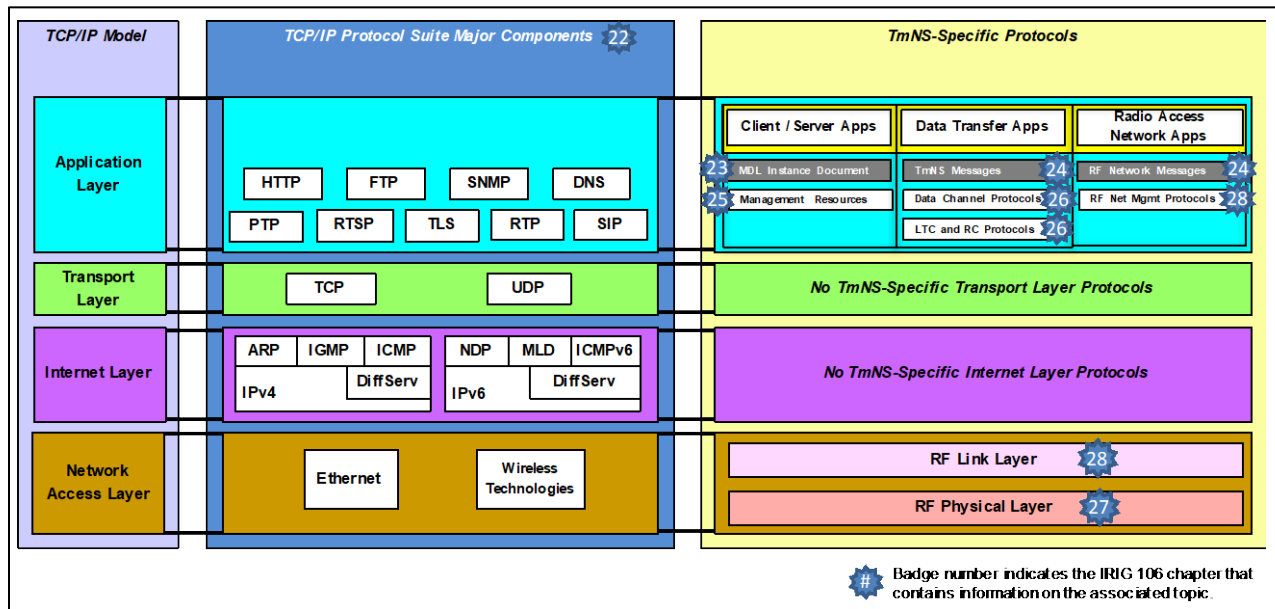 TCP/IP Model
TCP/IP Protocol Suite Major Components 22
TmNS-Specific Protocols
Application
Layer
HTTP
FTP
SNMP
DNS
PTP
RTSP
TLS
RTP
SIP
Client / Server Apps
Data Transfer Apps
Radio Access
Network Apps
23 MDL Instance Document
TmNS Messages 24
RF Network Messages 24
25 Management Resources
Data Channel Protocols 26
RF Net Mgmt Protocols 28
LTC and RC Protocols 26
Transport
Layer
TCP
UDP
No TmNS-Specific Transport Layer Protocols
Internet Layer
ARP
IGMP
ICMP
DiffServ
IPv4
NDP
MLD
ICMPv6
DiffServ
IPv6
No TmNS-Specific Internet Layer Protocols
Network
Access Layer
Ethernet
Wireless
Technologies
RF Link Layer 28
RF Physical Layer 27
# Badge number indicates the IRIG 106 chapter that
contains information on the associated topic.